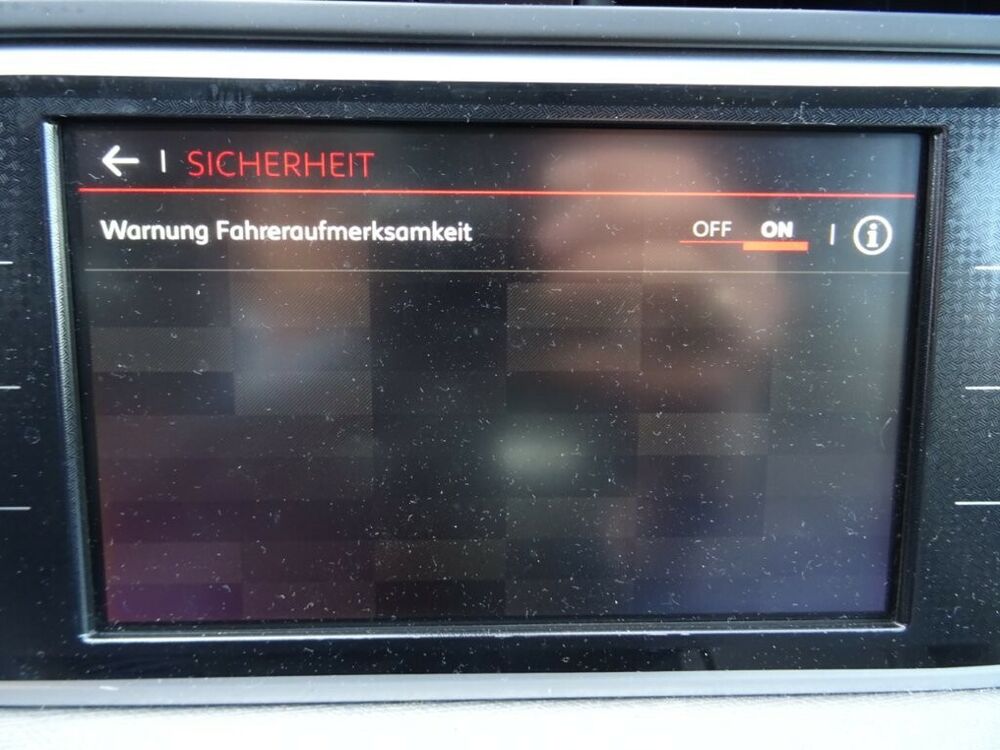 SICHERHEIT
Warnung Fahreraufmerksamkeit OFF ON i